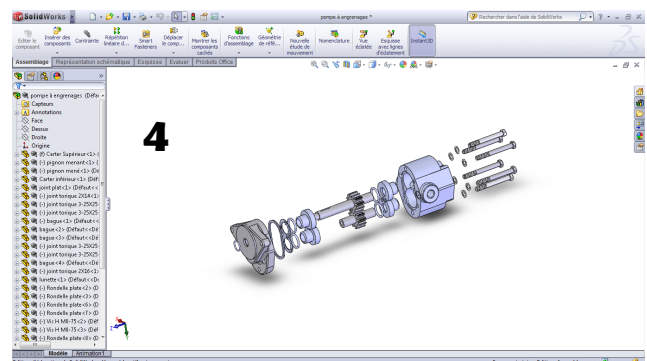 SolidWorks
pompe à engrenages *
Rechercher dans l'aide de SolidWorks
Editer le composant
Insérer des composants
Contrainte
Répétition linéaire d...
Smart Fasteners
Déplacer le comp...
Montrer les composants cachés
Fonctions d'assemblage
Géométrie de réfé...
Nouvelle étude de mouvement
Nomenclature
Vue éclatée
Esquisse avec lignes d'éclatement
Instant3D
Assemblage Représentation schématique Esquisse Evaluer Produits Office
pompe à engrenages (Défa
Capteurs
Annotations
Face
Dessus
Droite
Origine
(f) Carter Supérieur<1> (
(-) pignon menant<1> (
(-) pignon mené<1> (Dé
Carter inférieur<1> (Déf
joint plat<1> (Défaut<<
(-) joint torique 2X14<1>
(-) joint torique 3-25X25
(-) joint torique 3-25X25
(-) bague<1> (Défaut<<
bague<2> (Défaut<<Dé
bague<3> (Défaut<<Dé
(-) joint torique 3-25X25
(-) joint torique 3-25X25
bague<4> (Défaut<<Dé
(-) joint torique 2X16<1>
lunette<1> (Défaut<<Dé
(-) Rondelle plate<2> (D
(-) Rondelle plate<5> (D
(-) Rondelle plate<6> (D
(-) Rondelle plate<7> (D
(-) Vis H M8-75<2> (Déf
(-) Vis H M8-75<3> (Déf
(-) Rondelle plate<8> (D
4
Modèle Animation1